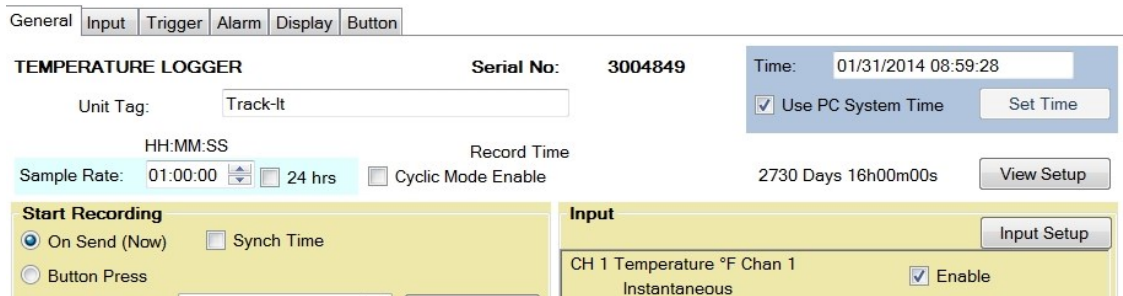 General Input Trigger Alarm Display Button
TEMPERATURE LOGGER Serial No: 3004849 Time: 01/31/2014 08:59:28
Unit Tag: Track-It Use PC System Time Set Time
HH:MM:SS Record Time
Sample Rate: 01:00:00 24 hrs Cyclic Mode Enable 2730 Days 16h00m00s View Setup
Start Recording Input
On Send (Now) Synch Time Input Setup
CH 1 Temperature °F Chan 1
Button Press Enable
Instantaneous